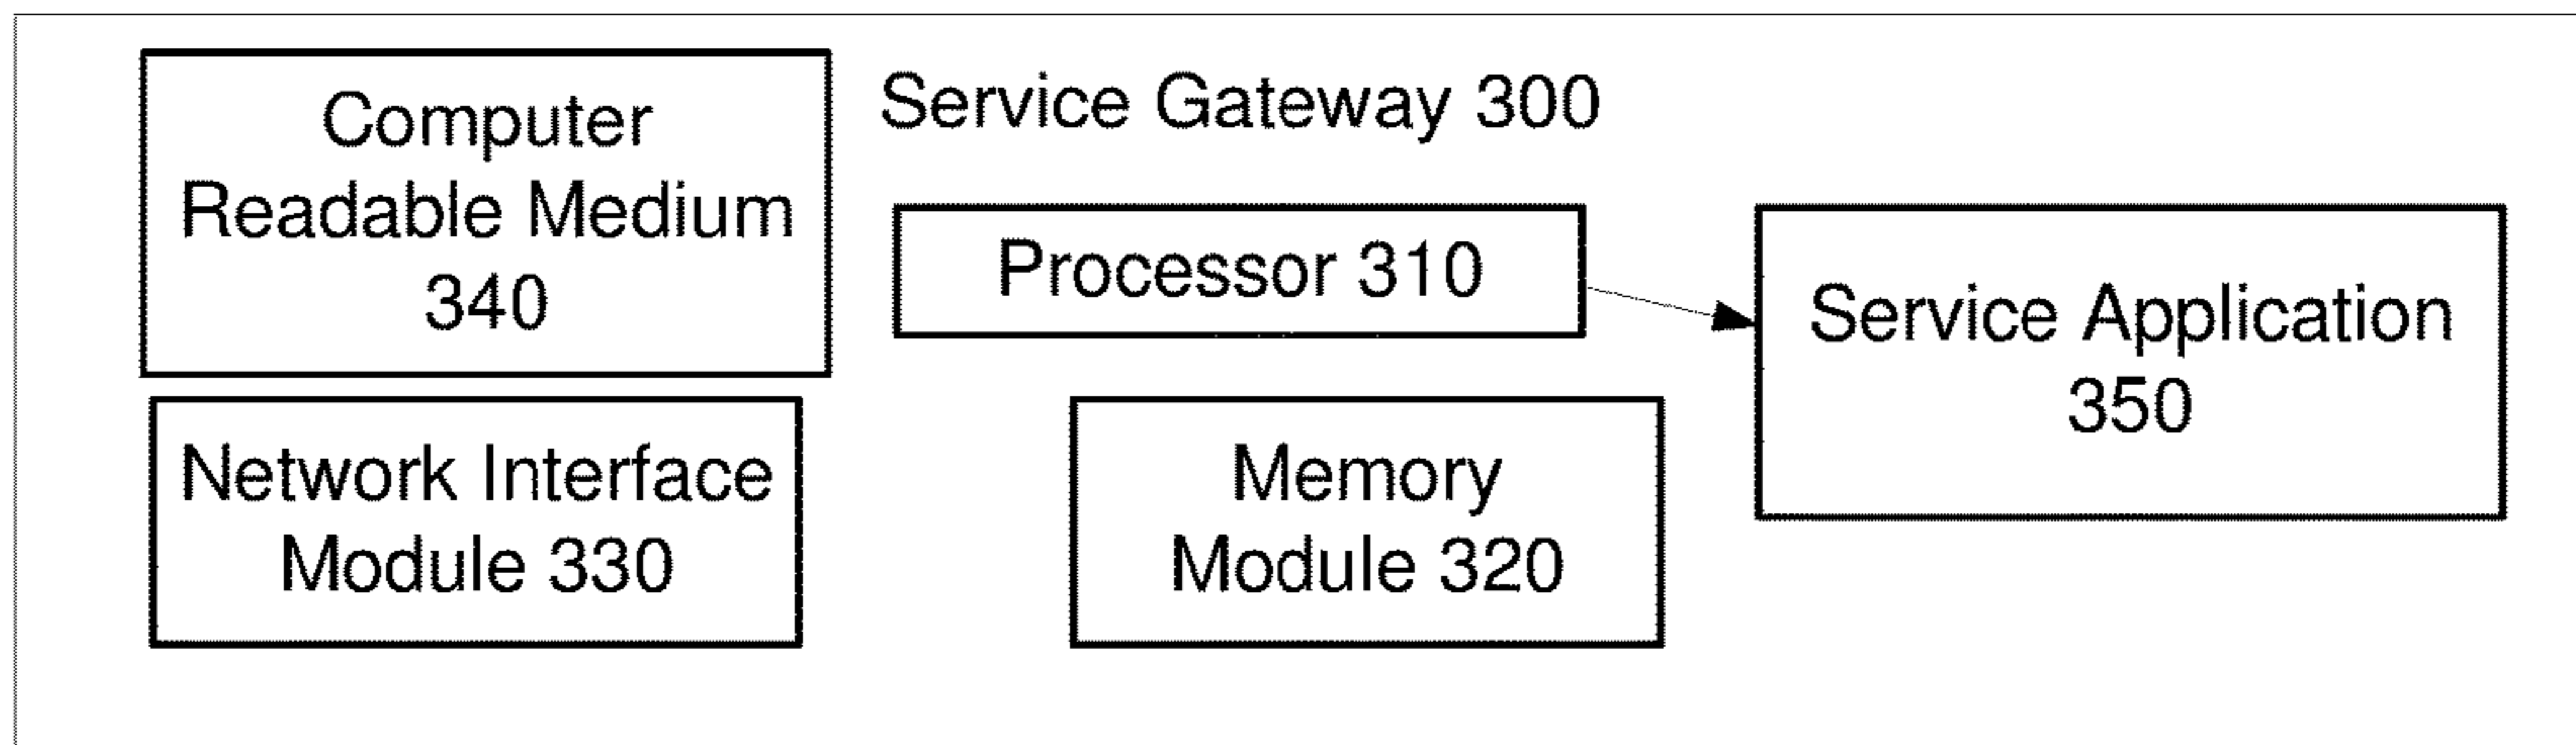 Computer
Readable Medium
340
Service Gateway 300
Processor 310
Service Application
350
Network Interface
Module 330
Memory
Module 320